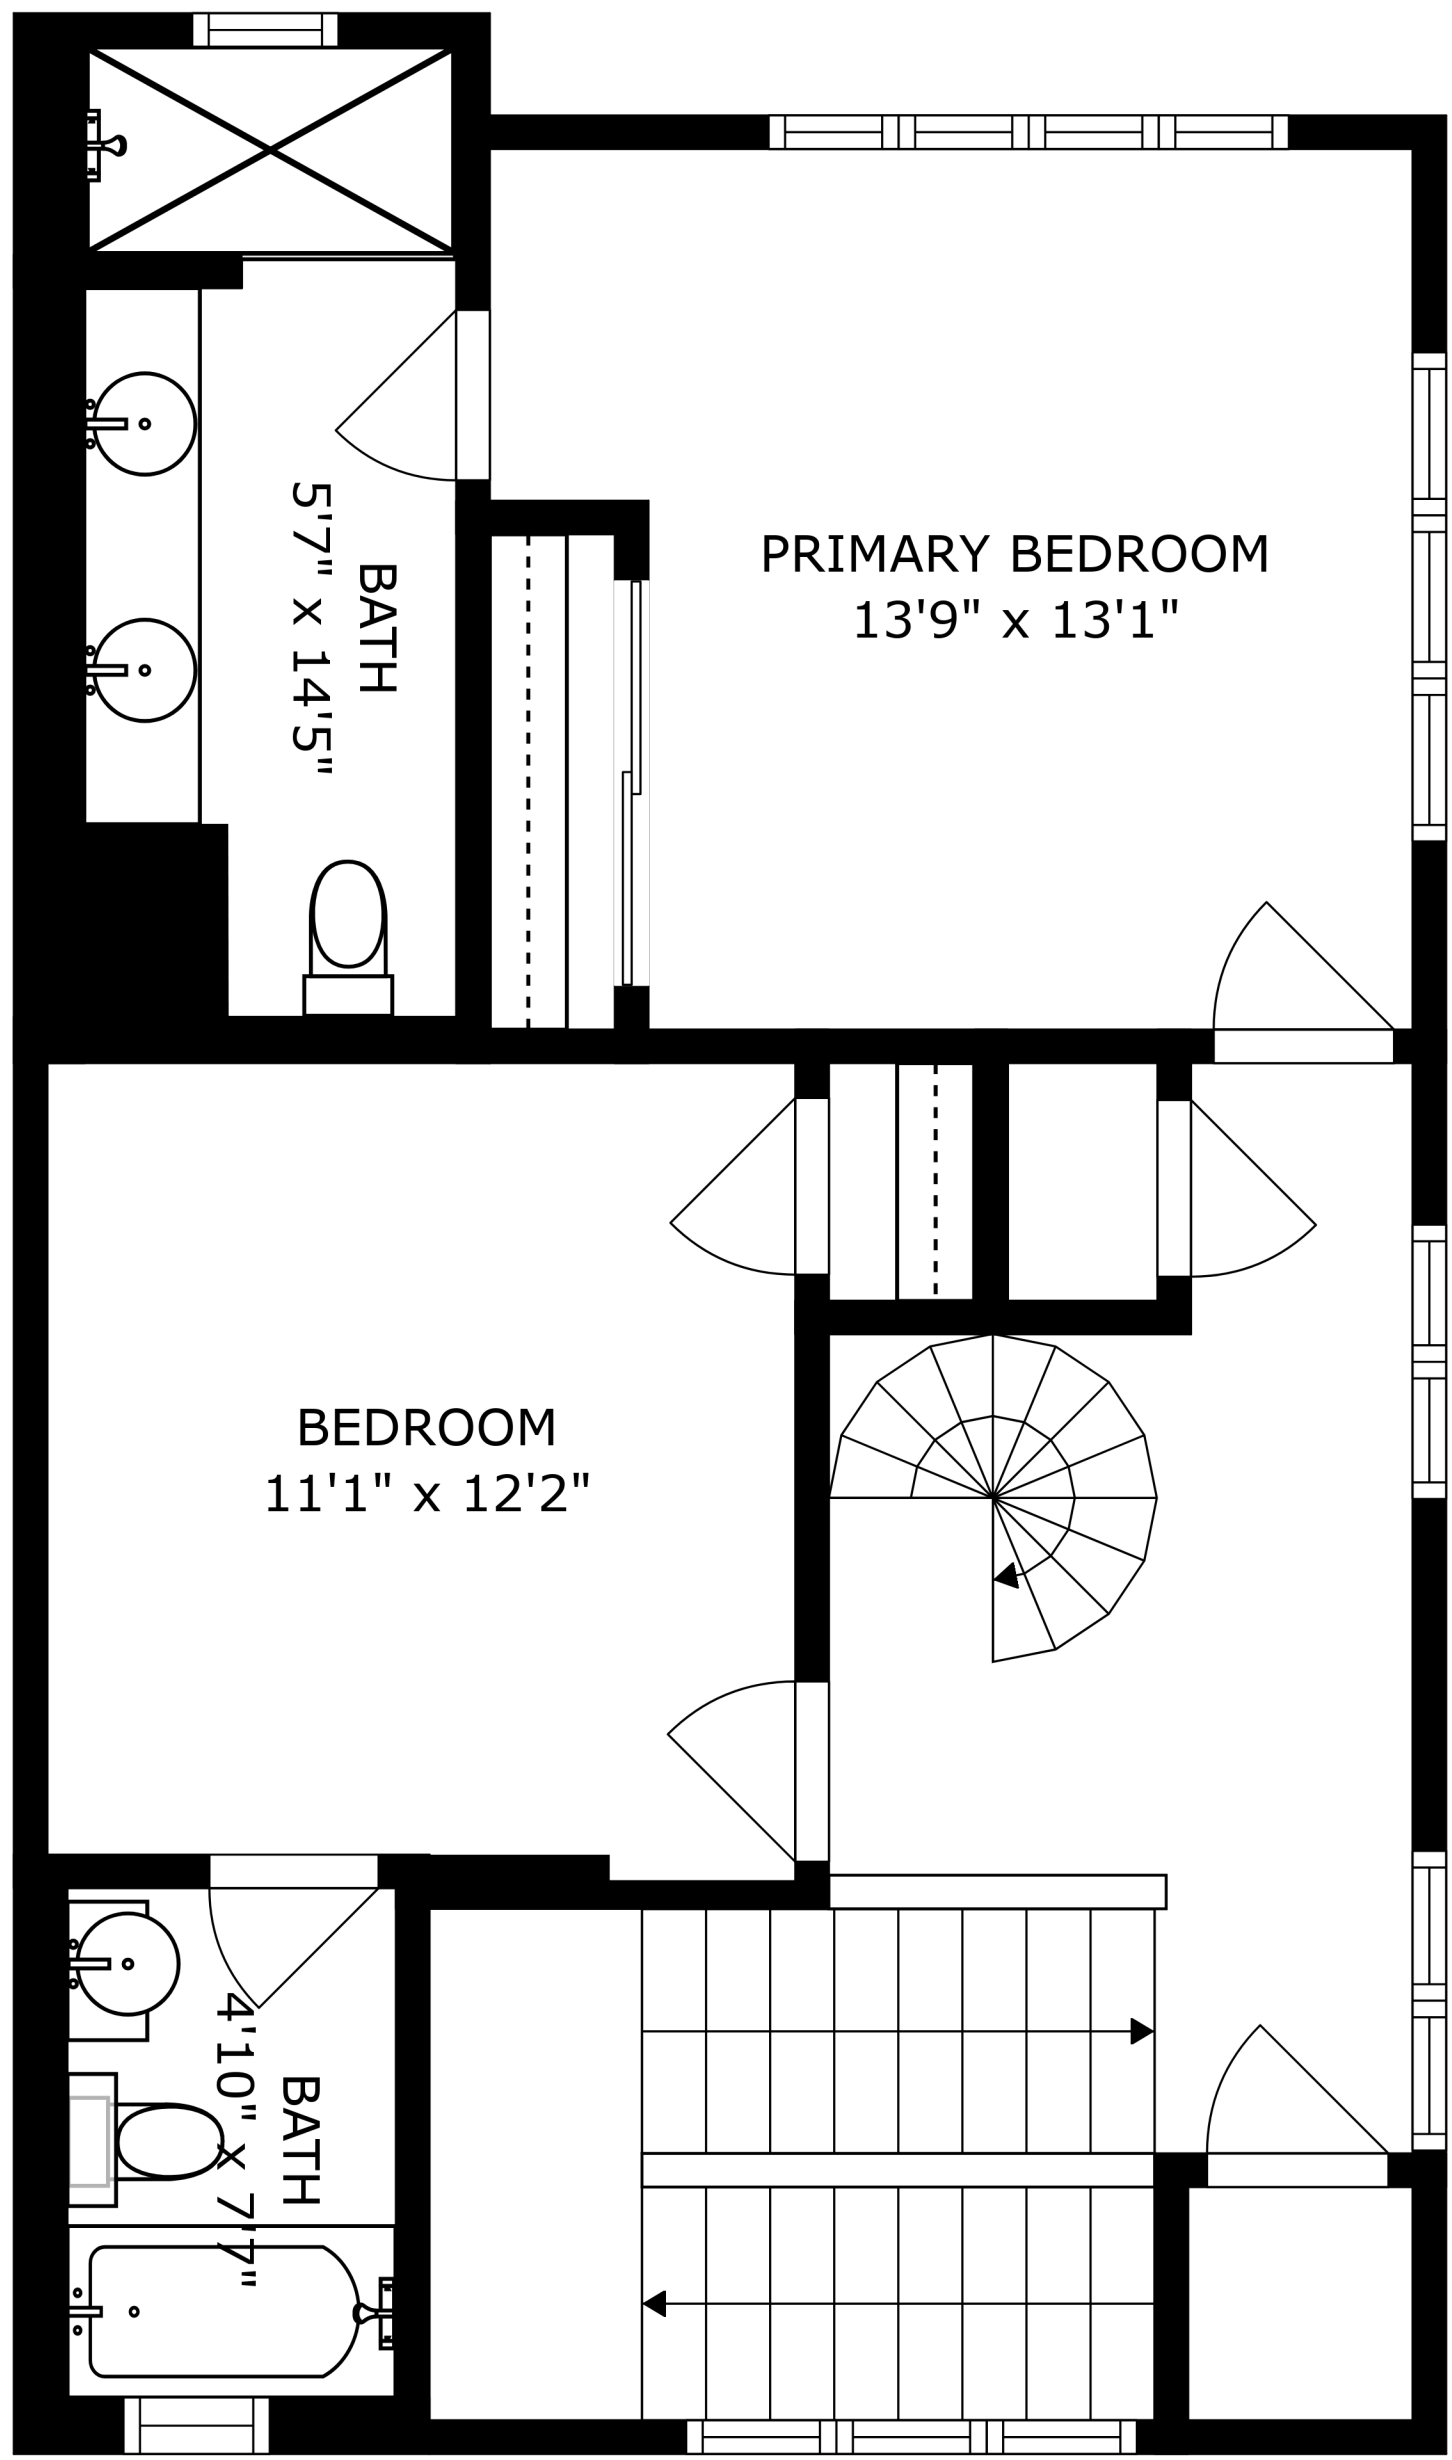 PRIMARY BEDROOM
13'9" x 13'1"
BATH
5'7" x 14'5"
BEDROOM
11'1" x 12'2"
BATH
4'10" x 7'7"